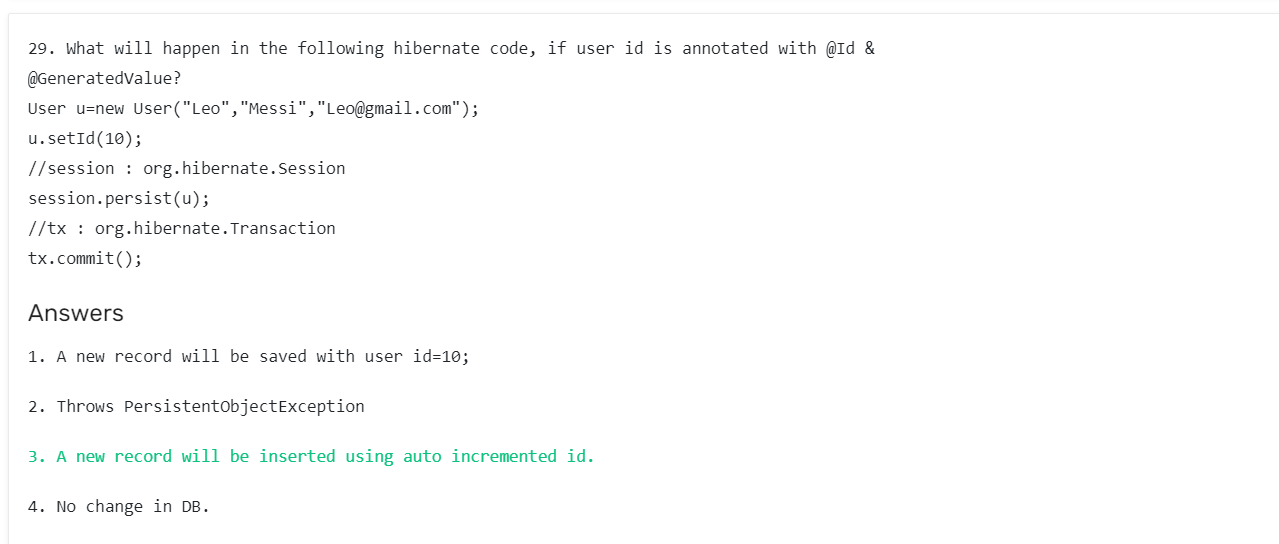 29. What will happen in the following hibernate code, if user id is annotated with @Id &
@GeneratedValue?
User u=new User("Leo","Messi","Leo@gmail.com");
u.setId(10);
//session : org.hibernate.Session
session.persist(u);
//tx : org.hibernate.Transaction
tx.commit();
Answers
1. A new record will be saved with user id=10;
2. Throws PersistentObjectException
3. A new record will be inserted using auto incremented id.
4. No change in DB.